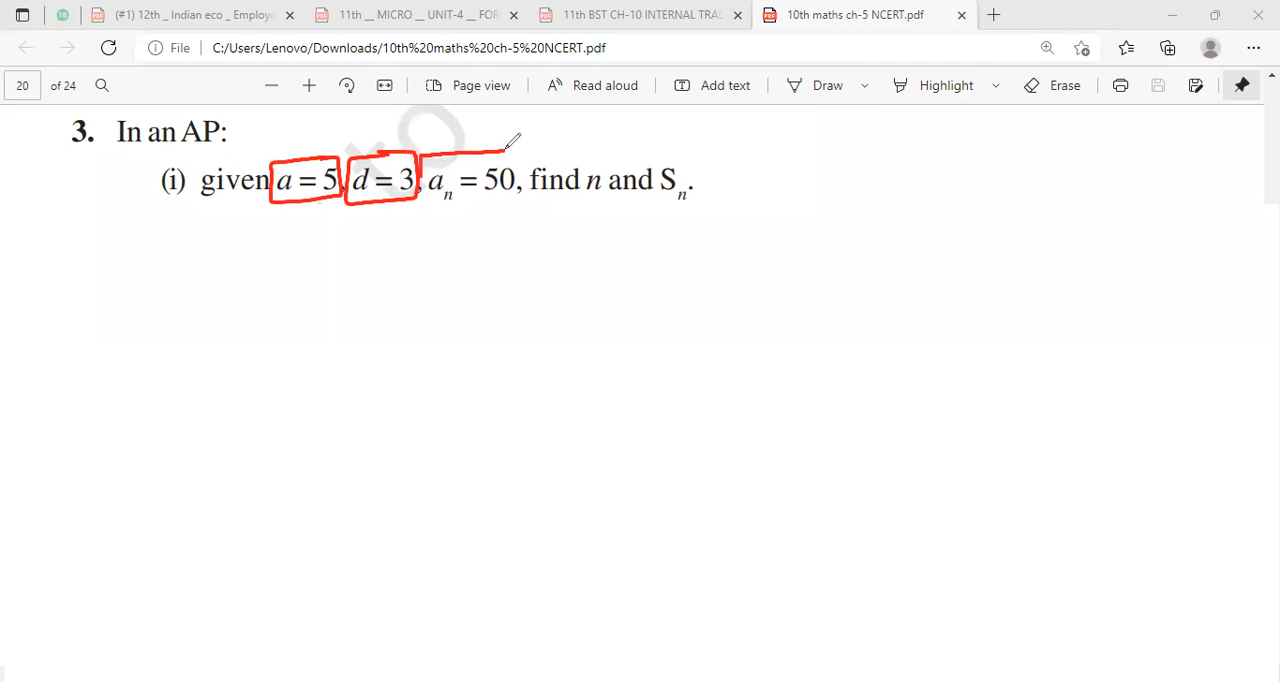 (#1) 12th _ Indian eco _ Employm
11th __ MICRO __ UNIT-4 __ FOR
11th BST CH-10 INTERNAL TRAD
10th maths ch-5 NCERT.pdf
File C:/Users/Lenovo/Downloads/10th%20maths%20ch-5%20NCERT.pdf
20 of 24 Page view Read aloud Add text Draw Highlight Erase
to
3. In an AP:
(i) given a = 5, d = 3, aₙ = 50, find n and Sₙ.